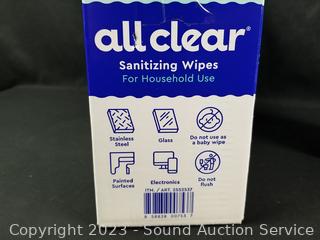 all clear®
Sanitizing Wipes
For Household Use
Stainless
Steel
Glass
Do not use as
a baby wipe
Painted
Surfaces
Electronics
Do not
flush
ITM. / ART. 1552537
Copyright 2023 - Sound Auction Service